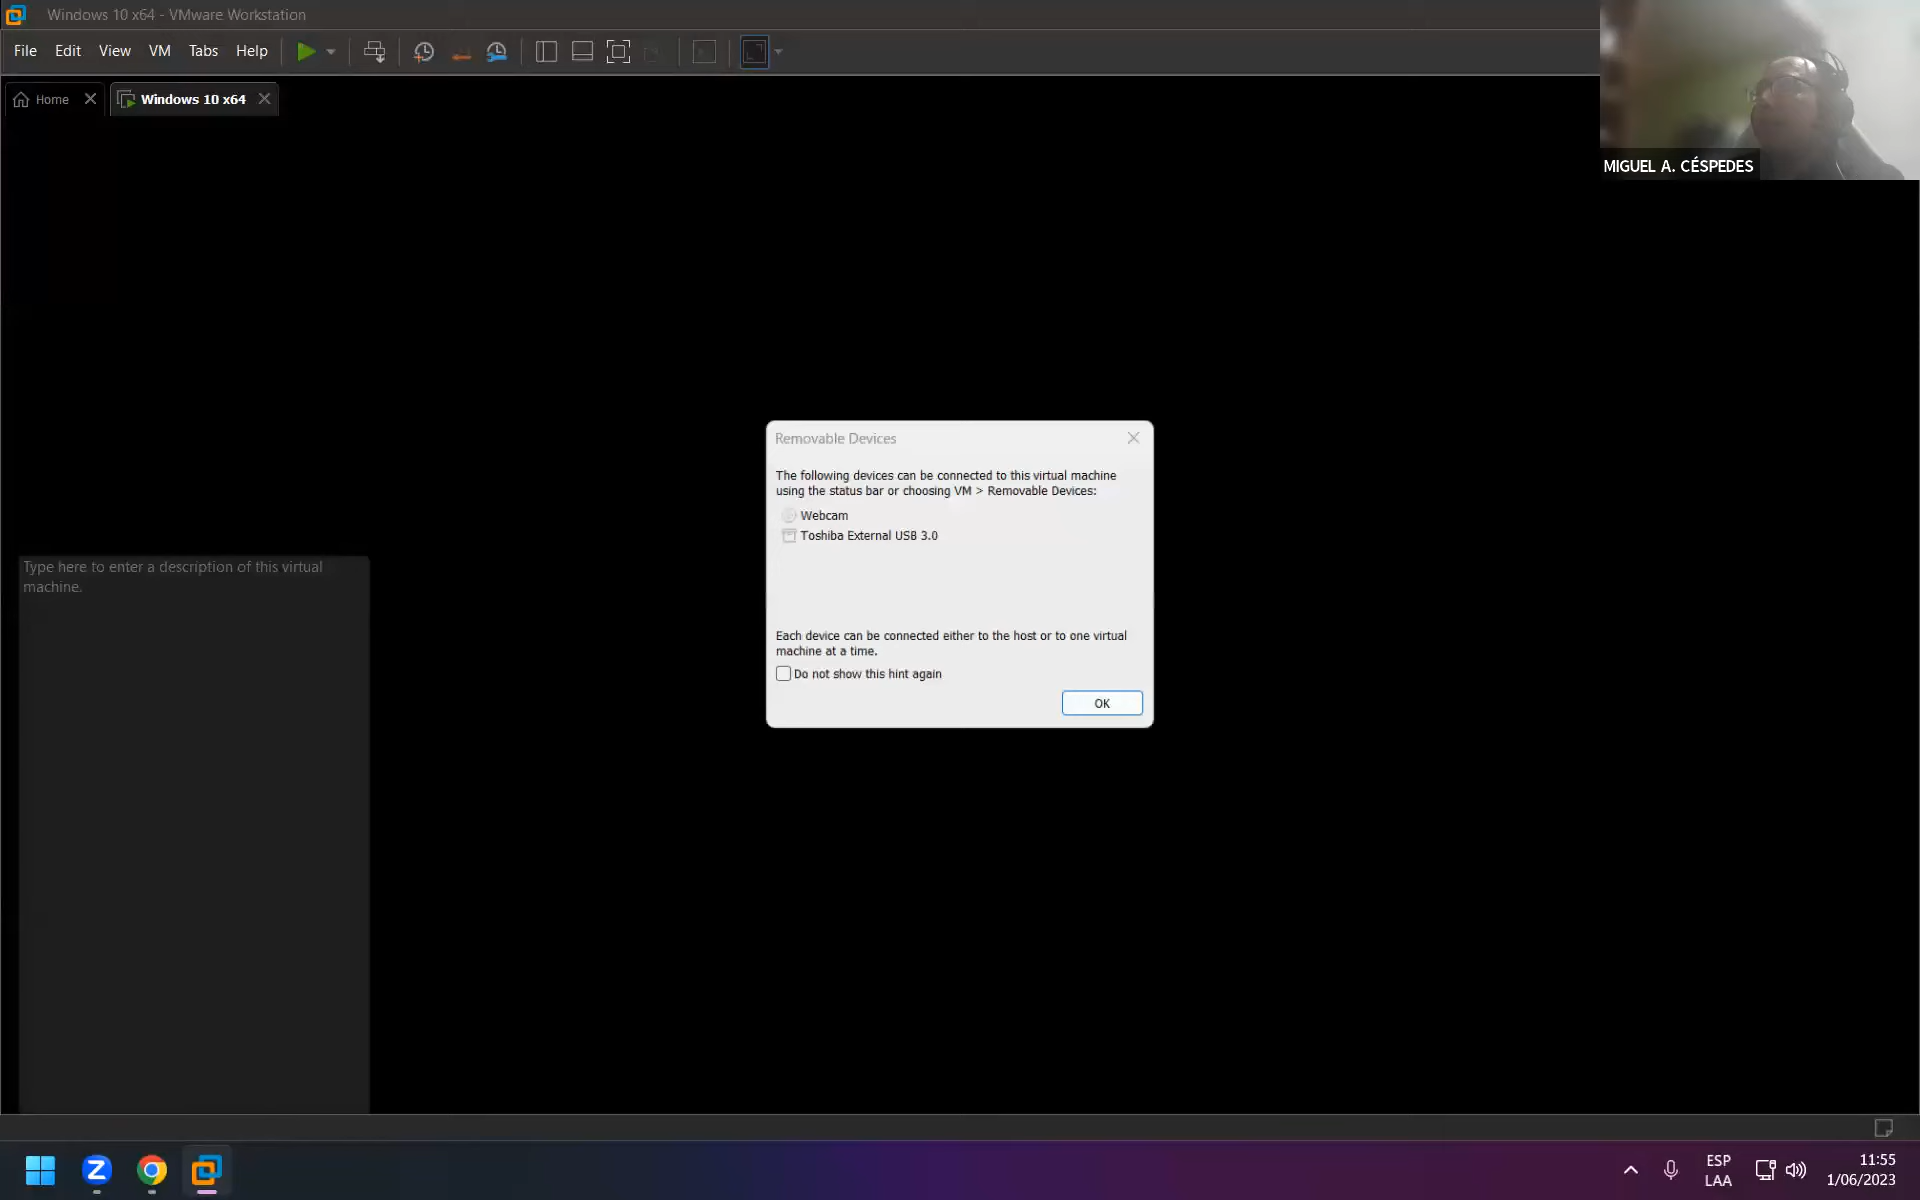 Windows 10 x64 - VMware Workstation
File Edit View VM Tabs Help
Home
Windows 10 x64
MIGUEL A. CÉSPEDES
Removable Devices
The following devices can be connected to this virtual machine
using the status bar or choosing VM > Removable Devices:
Webcam
Toshiba External USB 3.0
Each device can be connected either to the host or to one virtual
machine at a time.
Do not show this hint again
OK
Type here to enter a description of this virtual
machine.
Z
ESP
LAA
11:55
1/06/2023